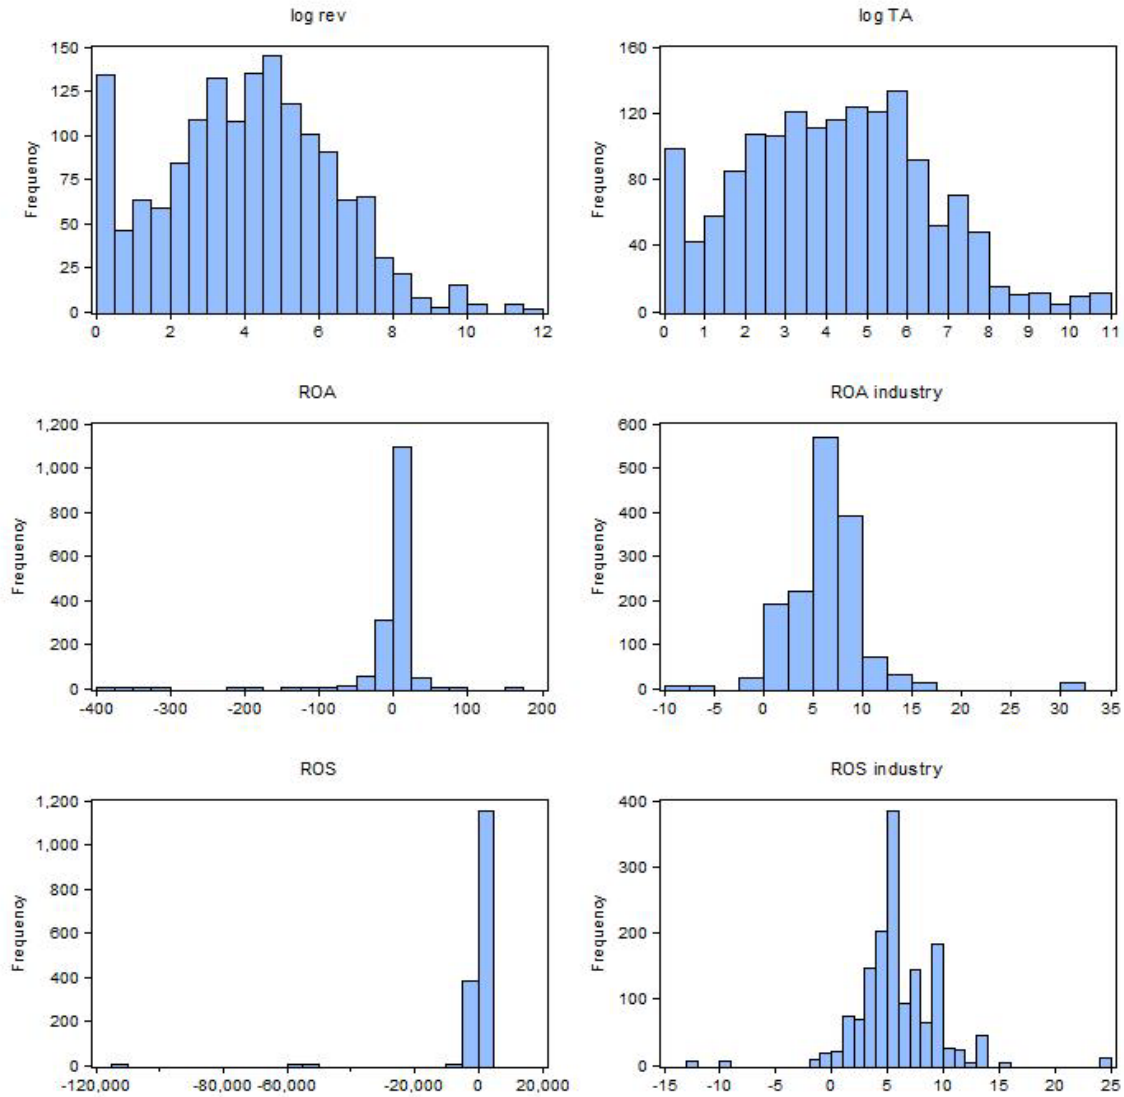 log rev
log TA
Frequency
150
125
100
75
50
25
0
0 2 4 6 8 10 12
Frequency
160
120
80
40
0
0 1 2 3 4 5 6 7 8 9 10 11
ROA
ROA industry
Frequency
1,200
1,000
800
600
400
200
0
-400 -300 -200 -100 0 100 200
Frequency
600
500
400
300
200
100
0
-10 -5 0 5 10 15 20 25 30 35
ROS
ROS industry
Frequency
1,200
1,000
800
600
400
200
0
-120,000 -80,000 -60,000 -20,000 0 20,000
Frequency
400
300
200
100
0
-15 -10 -5 0 5 10 15 20 25